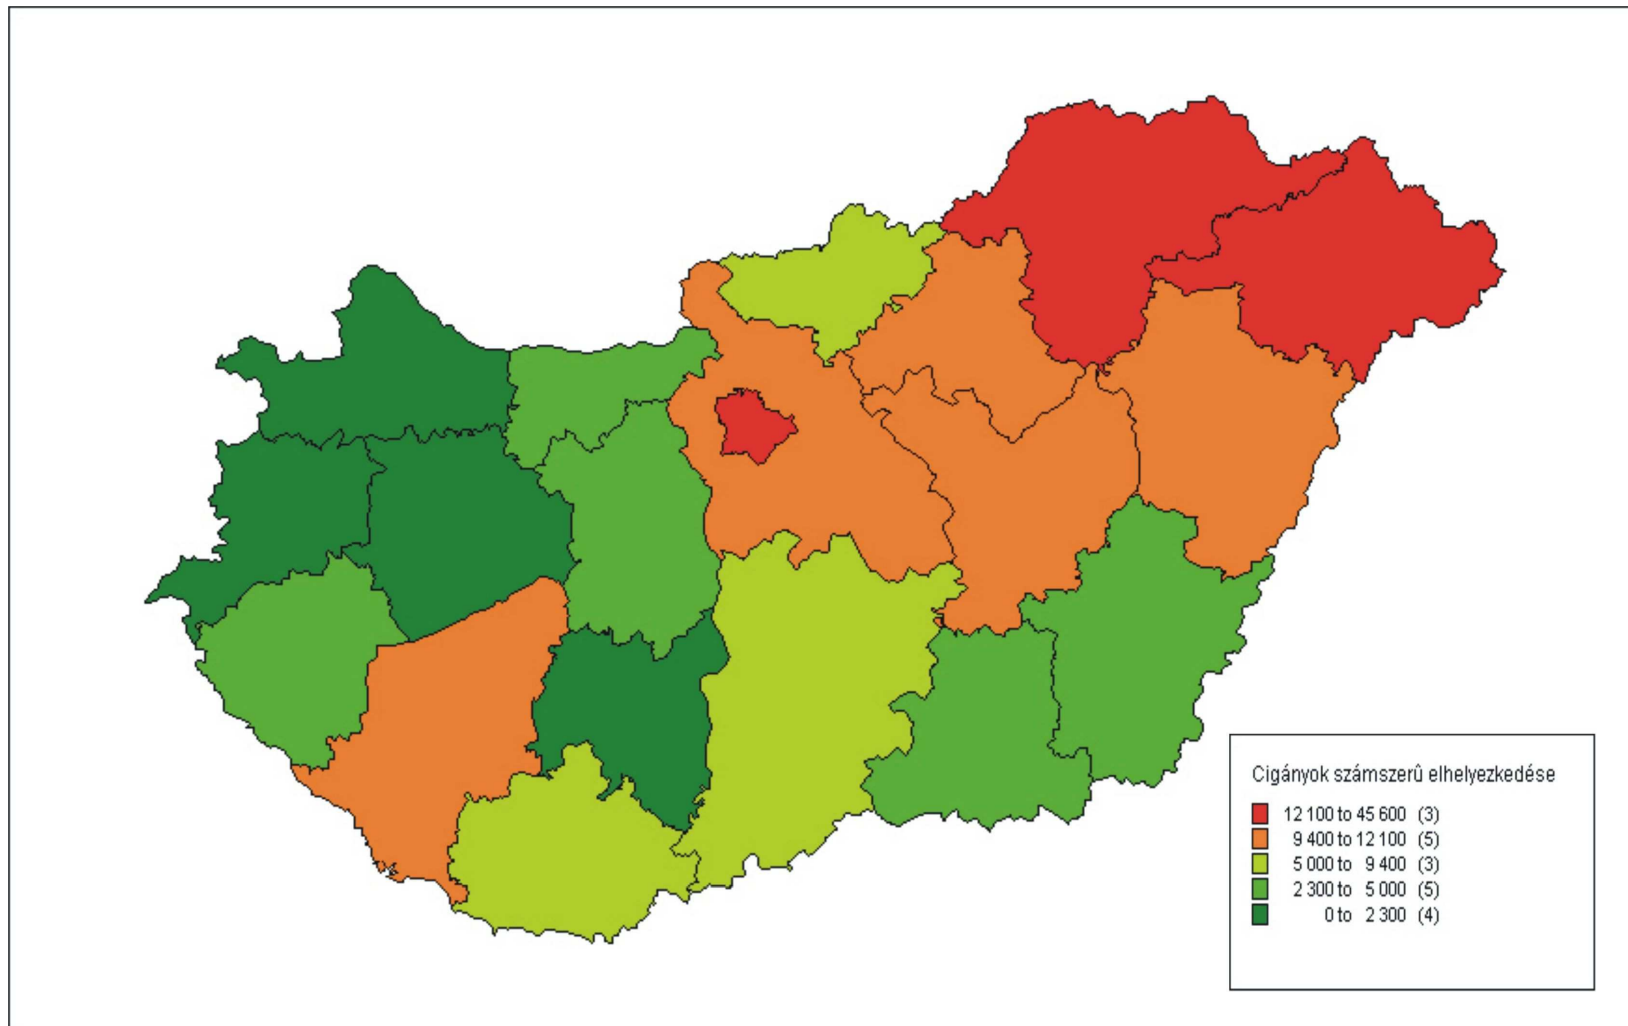 Cigányok számszerû elhelyezkedése
12 100 to 45 600 (3)
9 400 to 12 100 (5)
5 000 to 9 400 (3)
2 300 to 5 000 (5)
0 to 2 300 (4)